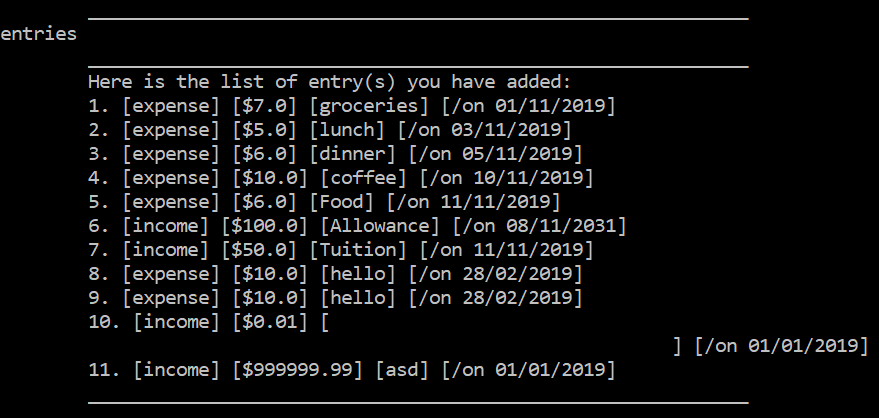 entries
Here is the list of entry(s) you have added:
1. [expense] [$7.0] [groceries] [/on 01/11/2019]
2. [expense] [$5.0] [lunch] [/on 03/11/2019]
3. [expense] [$6.0] [dinner] [/on 05/11/2019]
4. [expense] [$10.0] [coffee] [/on 10/11/2019]
5. [expense] [$6.0] [Food] [/on 11/11/2019]
6. [income] [$100.0] [Allowance] [/on 08/11/2031]
7. [income] [$50.0] [Tuition] [/on 11/11/2019]
8. [expense] [$10.0] [hello] [/on 28/02/2019]
9. [expense] [$10.0] [hello] [/on 28/02/2019]
10. [income] [$0.01] [
] [/on 01/01/2019]
11. [income] [$999999.99] [asd] [/on 01/01/2019]